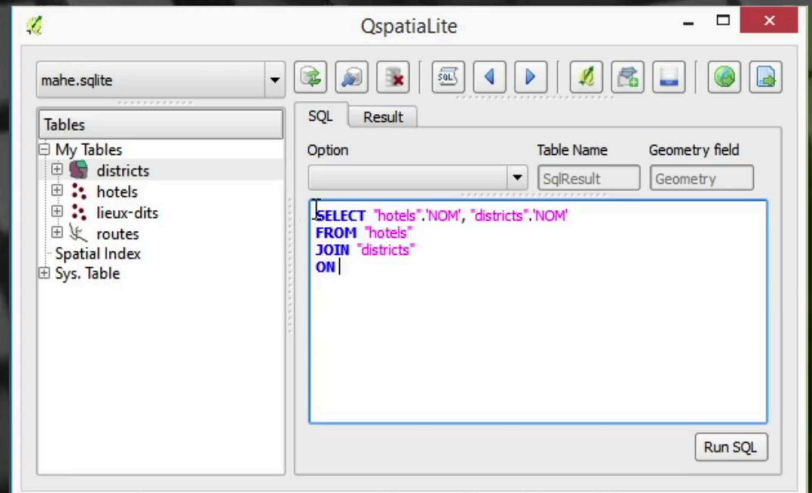 QspatiaLite
mahe.sqlite
SQL
Tables
My Tables
districts
hotels
lieux-dits
routes
Spatial Index
Sys. Table
SQL Result
Option Table Name Geometry field
SqlResult Geometry
SELECT "hotels".'NOM', "districts".'NOM'
FROM "hotels"
JOIN "districts"
ON
Run SQL